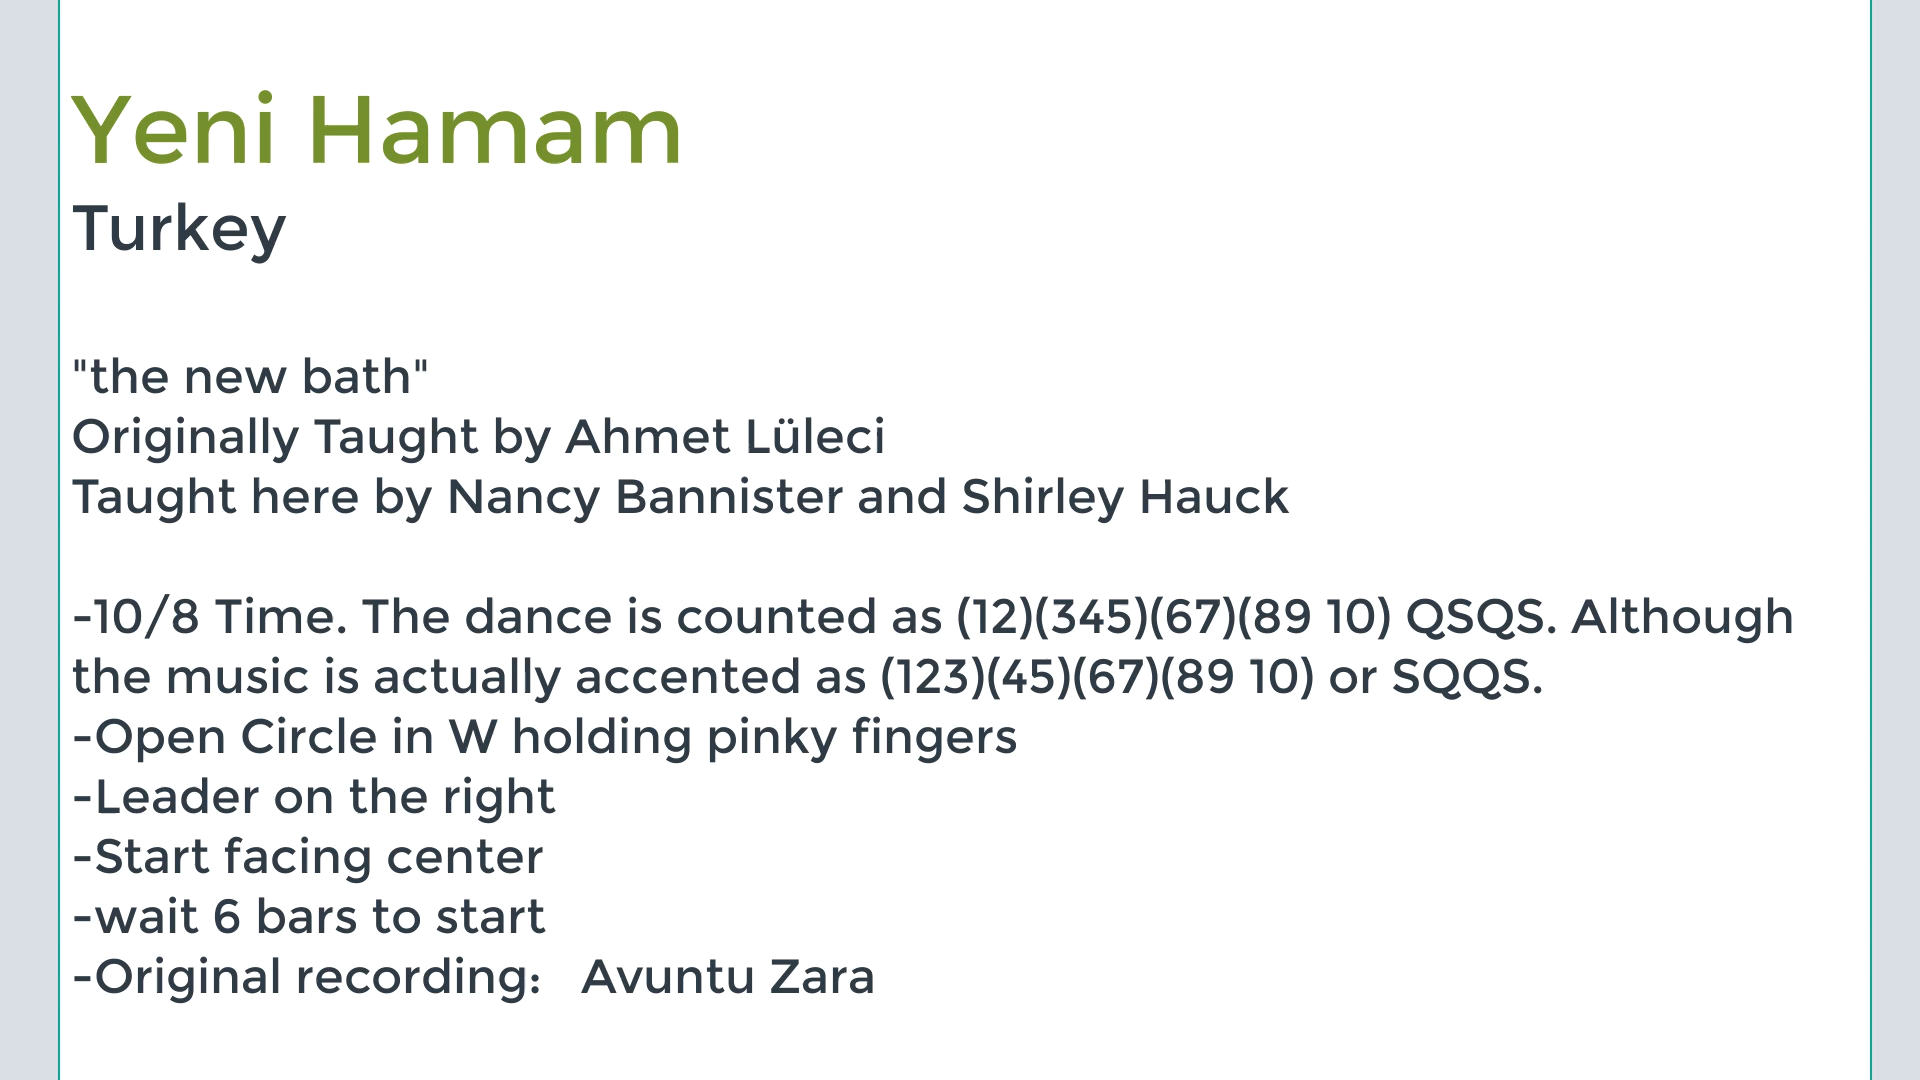 Yeni Hamam
Turkey
"the new bath"
Originally Taught by Ahmet Lüleci
Taught here by Nancy Bannister and Shirley Hauck
-10/8 Time. The dance is counted as (12)(345)(67)(89 10) QSQS. Although
the music is actually accented as (123)(45)(67)(89 10) or SQQS.
-Open Circle in W holding pinky fingers
-Leader on the right
-Start facing center
-wait 6 bars to start
-Original recording:   Avuntu Zara